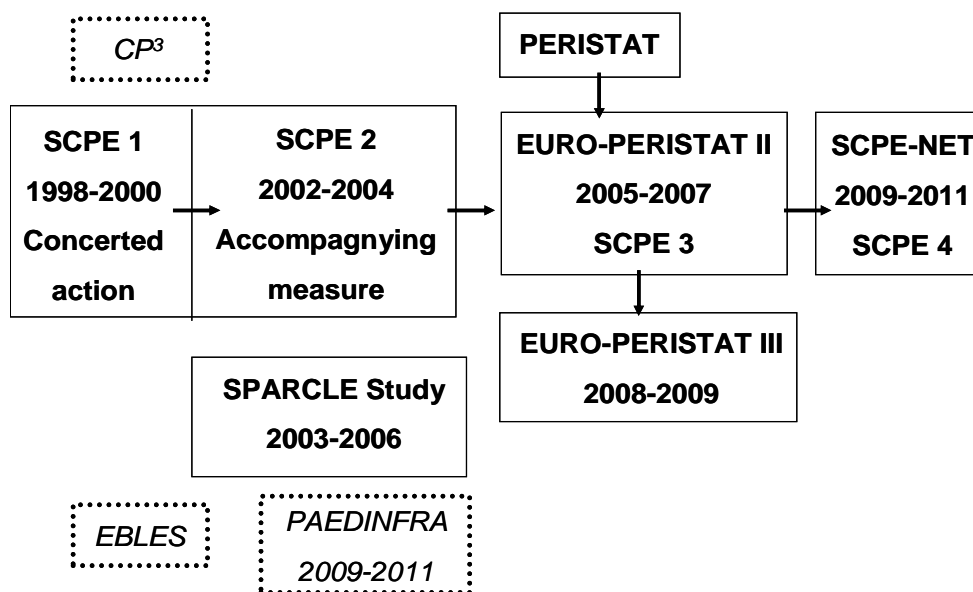 CP³
PERISTAT
SCPE 1
1998-2000
Concerted
action
SCPE 2
2002-2004
Accompagnying
measure
EURO-PERISTAT II
2005-2007
SCPE 3
SCPE-NET
2009-2011
SCPE 4
EURO-PERISTAT III
2008-2009
SPARCLE Study
2003-2006
EBLES
PAEDINFRA
2009-2011